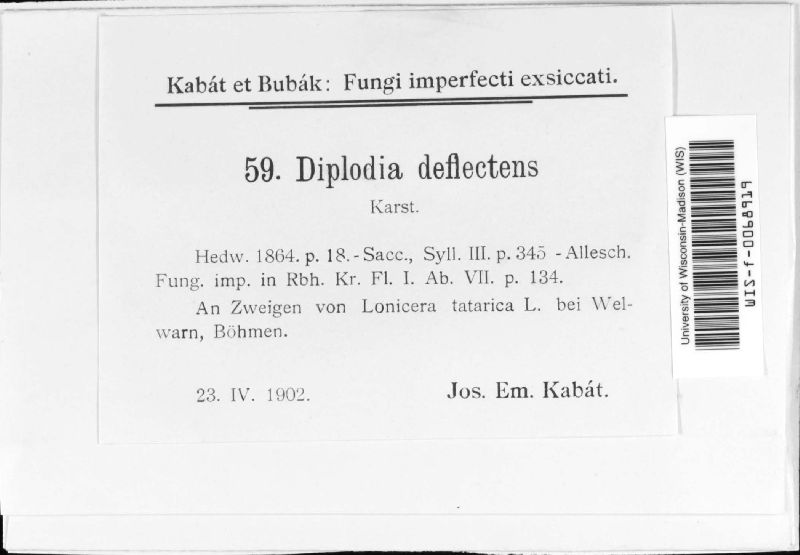 Kabát et Bubák: Fungi imperfecti exsiccati.
59. Diplodia deflectens
Karst.
Hedw. 1864. p. 18. - Sacc., Syll. III. p. 345 - Allesch.
Fung. imp. in Rbh. Kr. Fl. I. Ab. VII. p. 134.
An Zweigen von Lonicera tatarica L. bei Wel-
warn, Böhmen.
23. IV. 1902.
Jos. Em. Kabát.
University of Wisconsin-Madison (WIS)
WIS-f-0068919